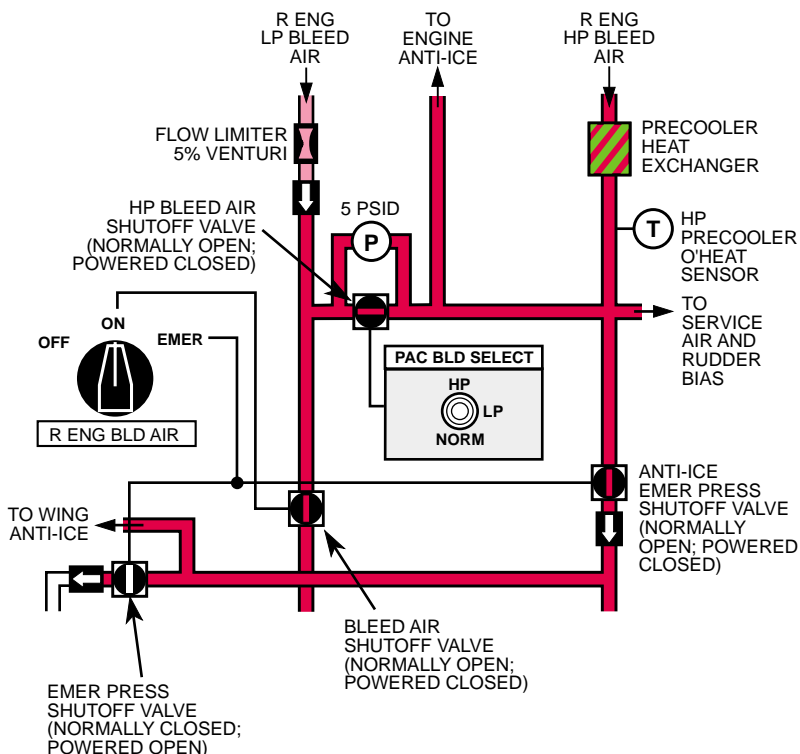 R ENG
LP BLEED
AIR
TO
ENGINE
ANTI-ICE
R ENG
HP BLEED
AIR
FLOW LIMITER
5% VENTURI
PRECOOLER
HEAT
EXCHANGER
HP BLEED AIR
SHUTOFF VALVE
(NORMALLY OPEN;
POWERED CLOSED)
5 PSID
P
T
HP
PRECOOLER
O'HEAT
SENSOR
TO
SERVICE
AIR AND
RUDDER
BIAS
OFF
ON
EMER
R ENG BLD AIR
PAC BLD SELECT
HP
LP
NORM
TO WING
ANTI-ICE
ANTI-ICE
EMER PRESS
SHUTOFF VALVE
(NORMALLY
OPEN; POWERED
CLOSED)
BLEED AIR
SHUTOFF VALVE
(NORMALLY OPEN;
POWERED CLOSED)
EMER PRESS
SHUTOFF VALVE
(NORMALLY CLOSED;
POWERED OPEN)